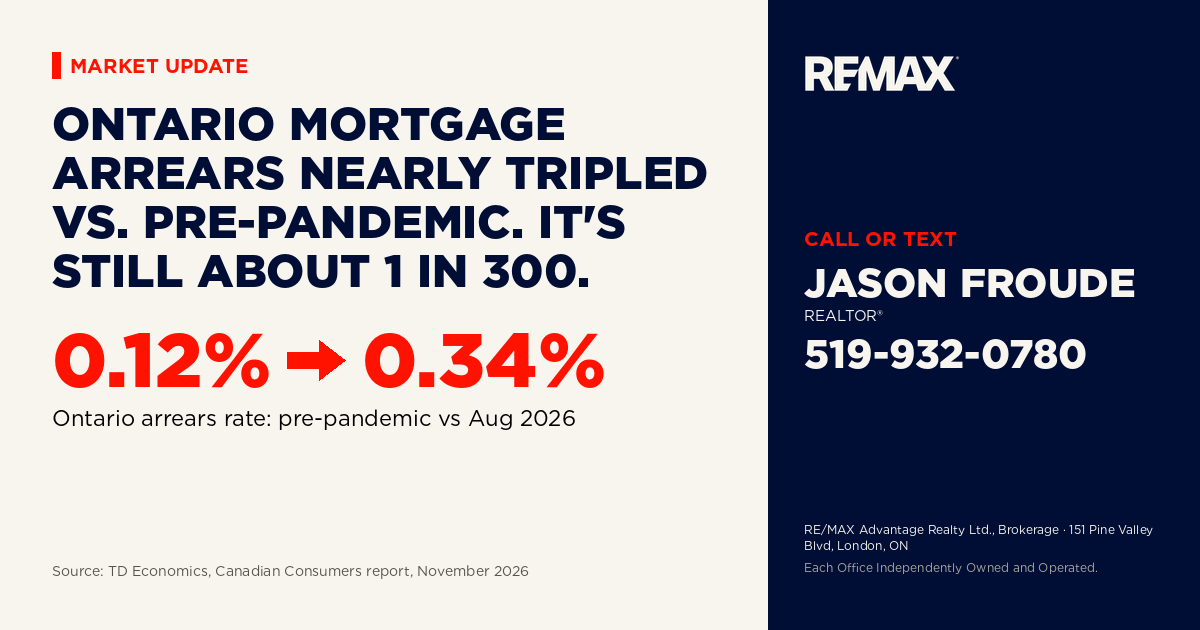 MARKET UPDATE
ONTARIO MORTGAGE
ARREARS NEARLY TRIPLED
VS. PRE-PANDEMIC. IT'S
STILL ABOUT 1 IN 300.
0.12% → 0.34%
Ontario arrears rate: pre-pandemic vs Aug 2026
Source: TD Economics, Canadian Consumers report, November 2026
RE/MAX
CALL OR TEXT
JASON FROUDE
REALTOR®
519-932-0780
RE/MAX Advantage Realty Ltd., Brokerage · 151 Pine Valley
Blvd, London, ON
Each Office Independently Owned and Operated.